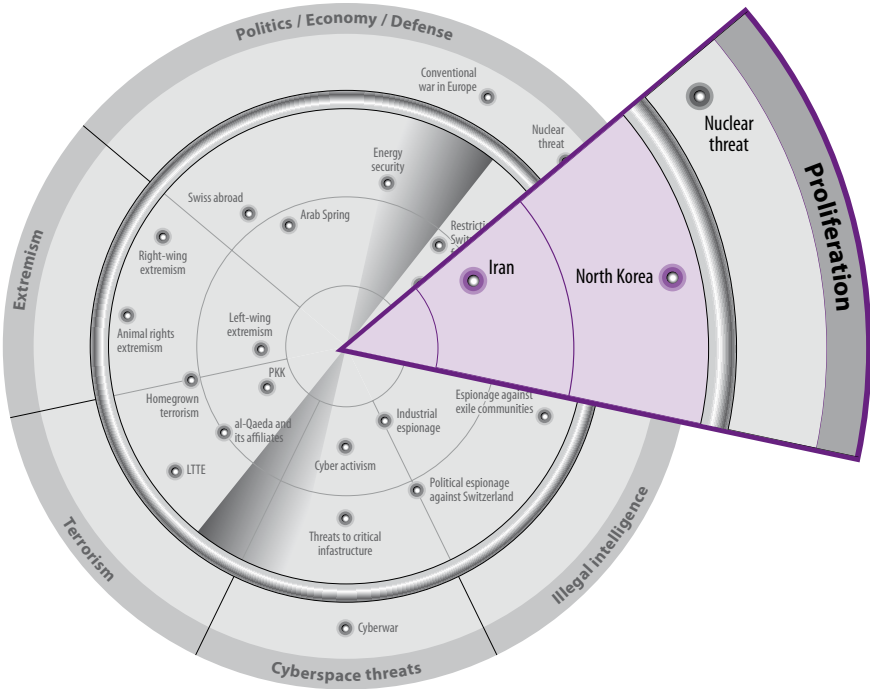 Politics / Economy / Defense
Conventional
war in Europe
Nuclear
threat
Nuclear
threat
Proliferation
Energy
security
Swiss abroad
Arab Spring
Right-wing
extremism
Extremism
Iran
North Korea
Animal rights
extremism
Left-wing
extremism
PKK
Homegrown
terrorism
al-Qaeda and
its affiliates
LTTE
Terrorism
Espionage against
exile communities
Industrial
espionage
Cyber activism
Political espionage
against Switzerland
Threats to critical
infastructure
Illegal intelligence
Cyberwar
Cyberspace threats